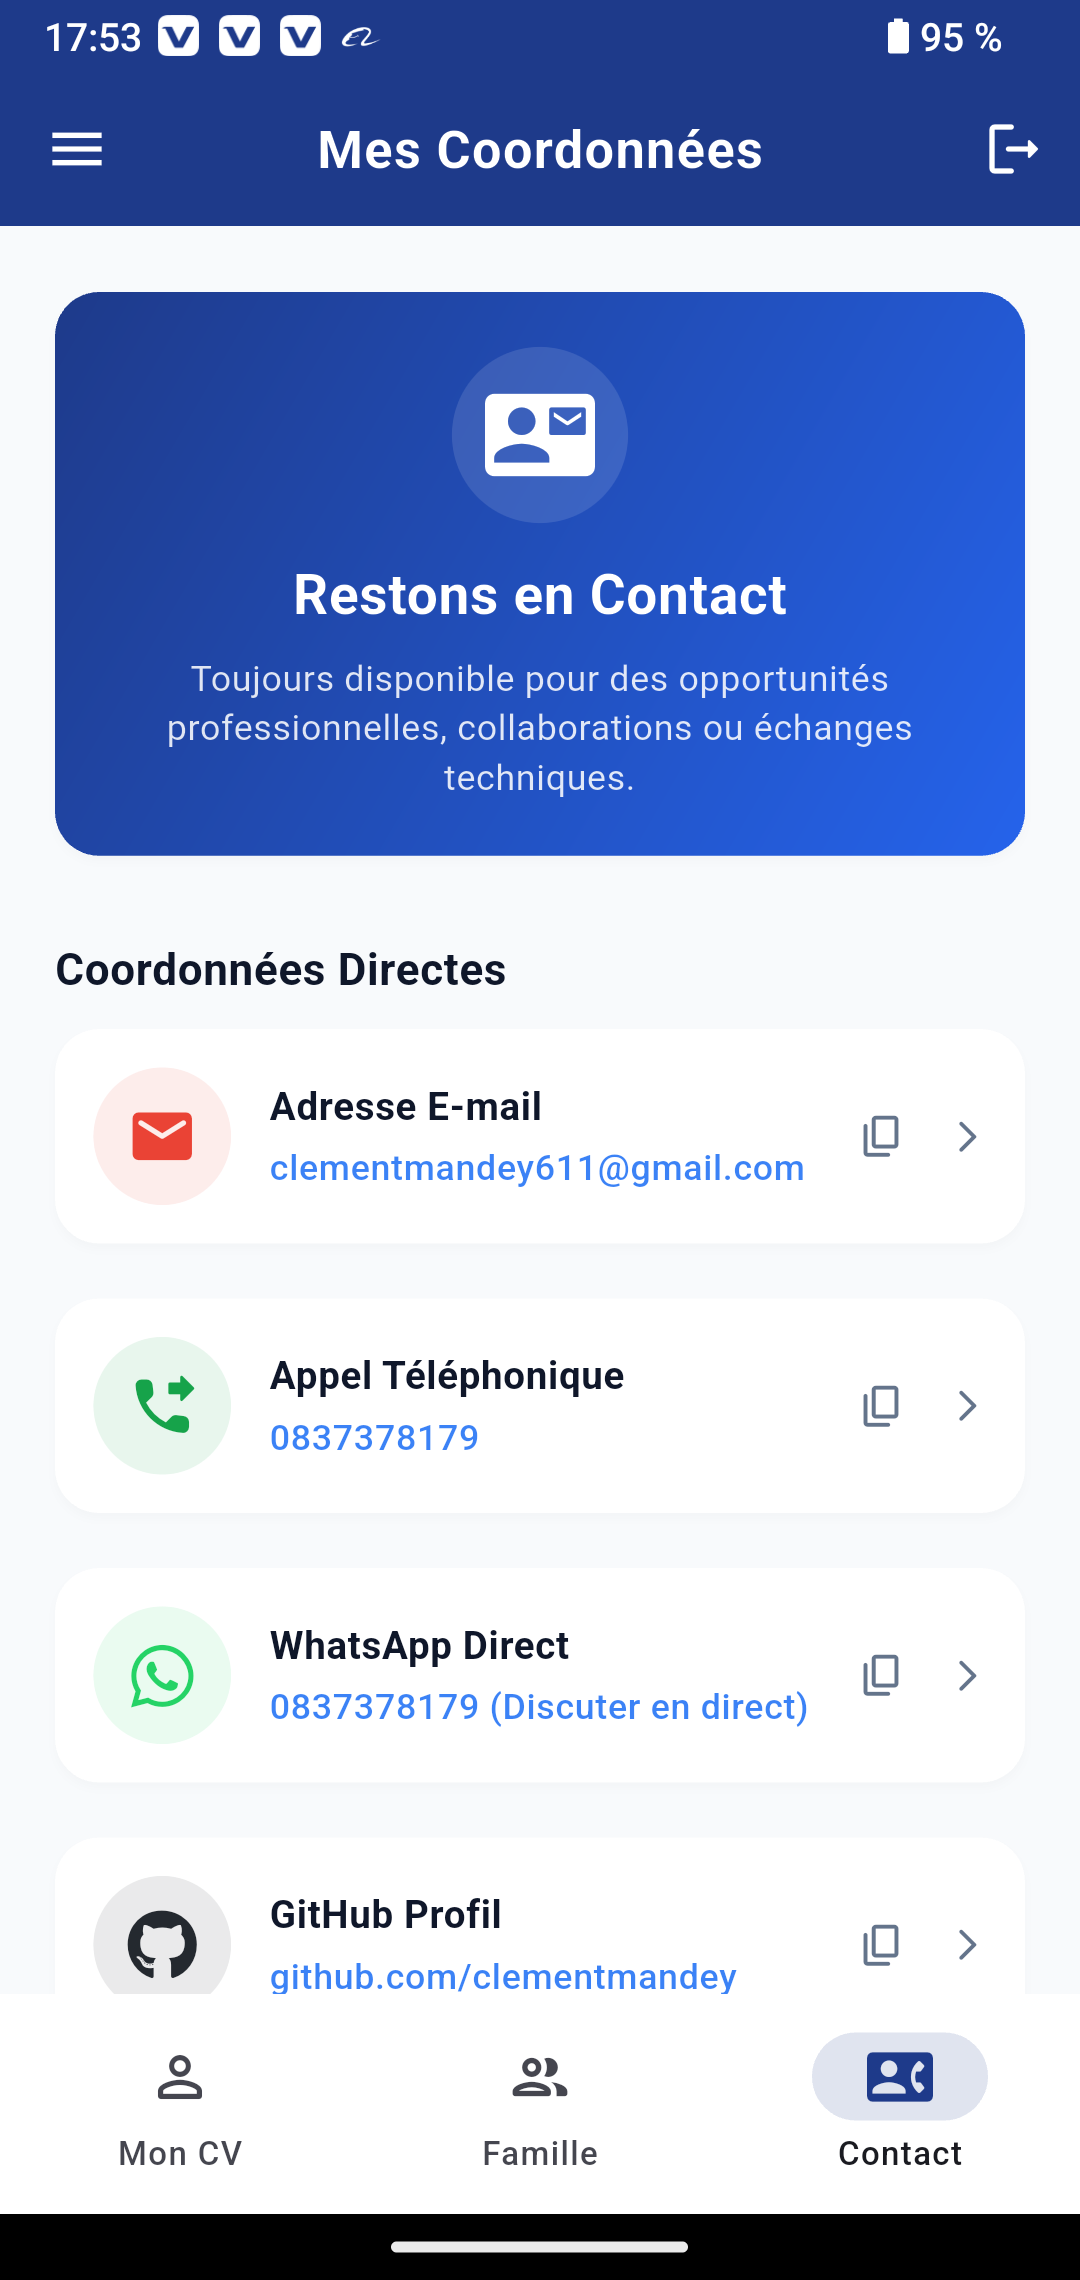 17:53
95 %
Mes Coordonnées
Restons en Contact
Toujours disponible pour des opportunités
professionnelles, collaborations ou échanges
techniques.
Coordonnées Directes
Adresse E-mail
clementmandey611@gmail.com
Appel Téléphonique
0837378179
WhatsApp Direct
0837378179 (Discuter en direct)
GitHub Profil
github.com/clementmandey
Mon CV
Famille
Contact